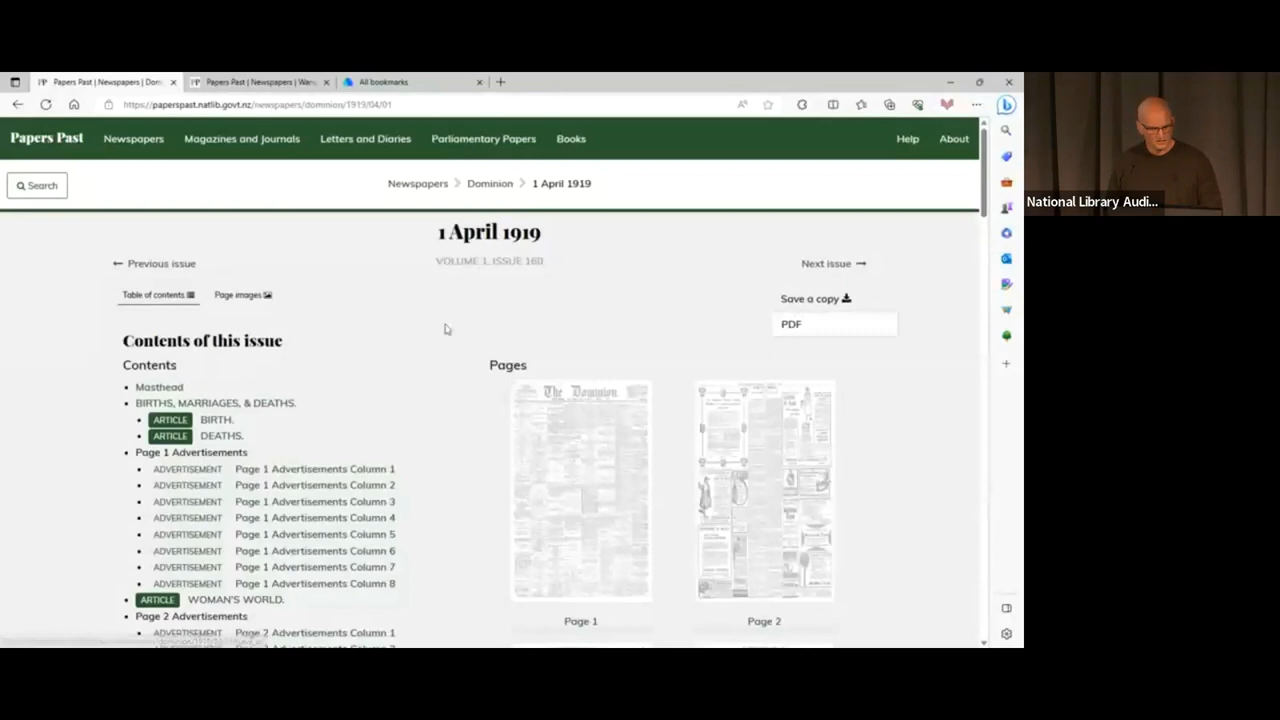 Papers Past | Newspapers | Dom
Papers Past | Newspapers | Wan
All bookmarks
https://paperspast.natlib.govt.nz/newspapers/dominion/1919/04/01
Papers Past
Newspapers
Magazines and Journals
Letters and Diaries
Parliamentary Papers
Books
Help
About
Search
Newspapers > Dominion > 1 April 1919
National Library Audi...
1 April 1919
VOLUME 1, ISSUE 160
Previous issue
Next issue
Table of contents
Page images
Save a copy
PDF
Contents of this issue
Contents
Pages
Masthead
BIRTHS, MARRIAGES, & DEATHS.
ARTICLE BIRTH.
ARTICLE DEATHS.
Page 1 Advertisements
ADVERTISEMENT Page 1 Advertisements Column 1
ADVERTISEMENT Page 1 Advertisements Column 2
ADVERTISEMENT Page 1 Advertisements Column 3
ADVERTISEMENT Page 1 Advertisements Column 4
ADVERTISEMENT Page 1 Advertisements Column 5
ADVERTISEMENT Page 1 Advertisements Column 6
ADVERTISEMENT Page 1 Advertisements Column 7
ADVERTISEMENT Page 1 Advertisements Column 8
ARTICLE WOMAN'S WORLD.
Page 2 Advertisements
ADVERTISEMENT Page 2 Advertisements Column 1
The Dominion
Page 1
Page 2